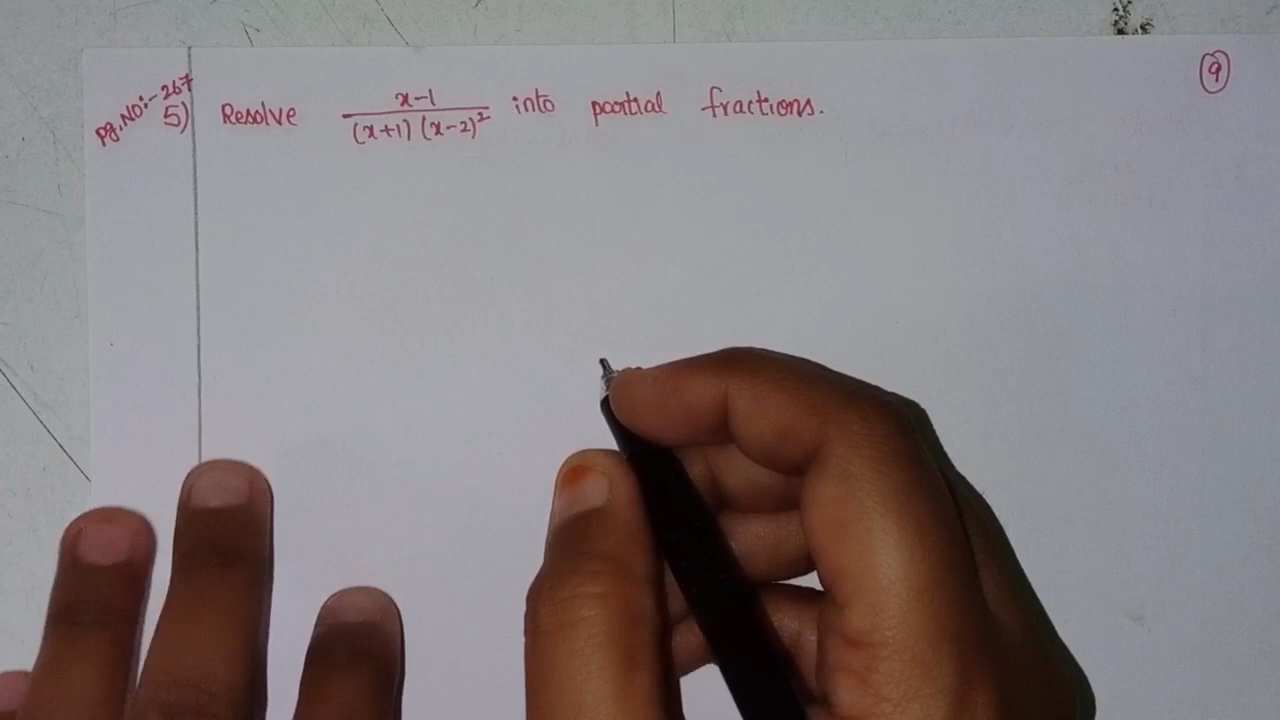 9
pg.NO:-267
5) Resolve (x-1)/((x+1)(x-2)²) into partial fractions.